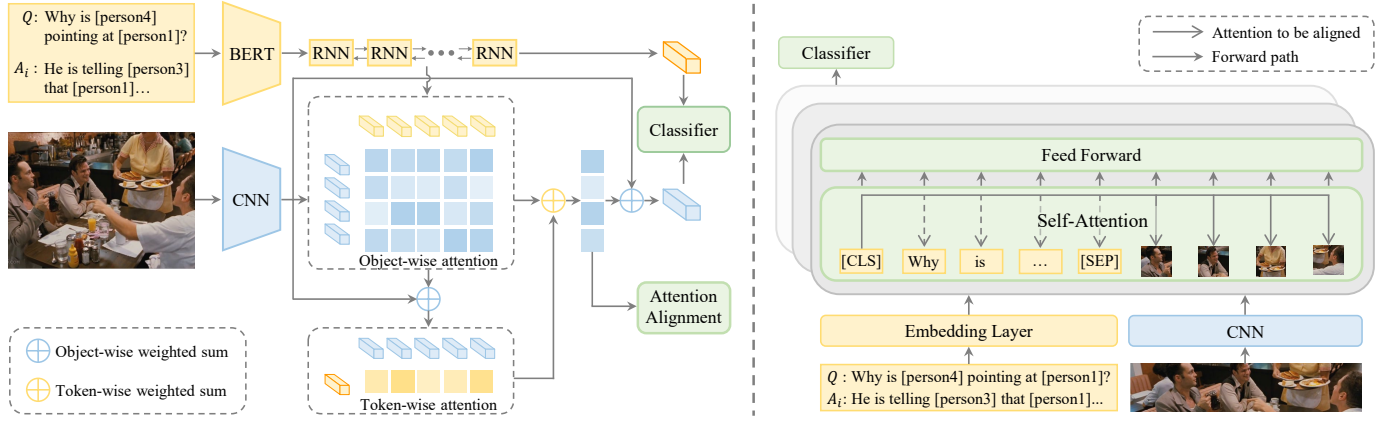 Q: Why is [person4]
pointing at [person1]?
A_i: He is telling [person3]
that [person1]…
BERT
RNN
RNN
RNN
Classifier
CNN
Object-wise attention
Attention
Alignment
Object-wise weighted sum
Token-wise weighted sum
Token-wise attention
Classifier
Attention to be aligned
Forward path
Feed Forward
Self-Attention
[CLS]
Why
is
…
[SEP]
Embedding Layer
CNN
Q : Why is [person4] pointing at [person1]?
A_i: He is telling [person3] that [person1]...